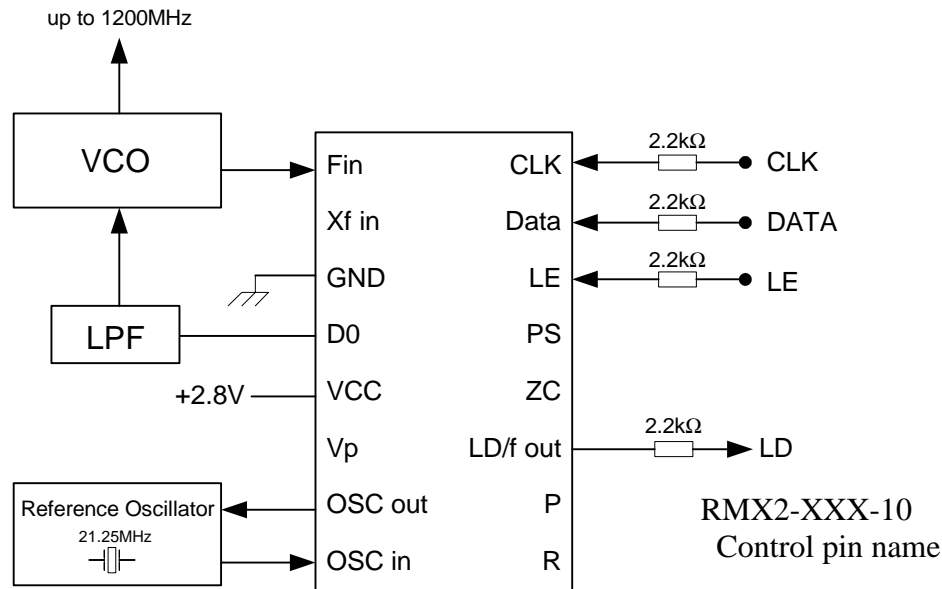 up to 1200MHz
VCO
LPF
+2.8V
Reference Oscillator
21.25MHz
Fin
Xf in
GND
D0
VCC
Vp
OSC out
OSC in
CLK
Data
LE
PS
ZC
LD/f out
P
R
2.2kΩ
CLK
2.2kΩ
DATA
2.2kΩ
LE
2.2kΩ
LD
RMX2-XXX-10
Control pin name